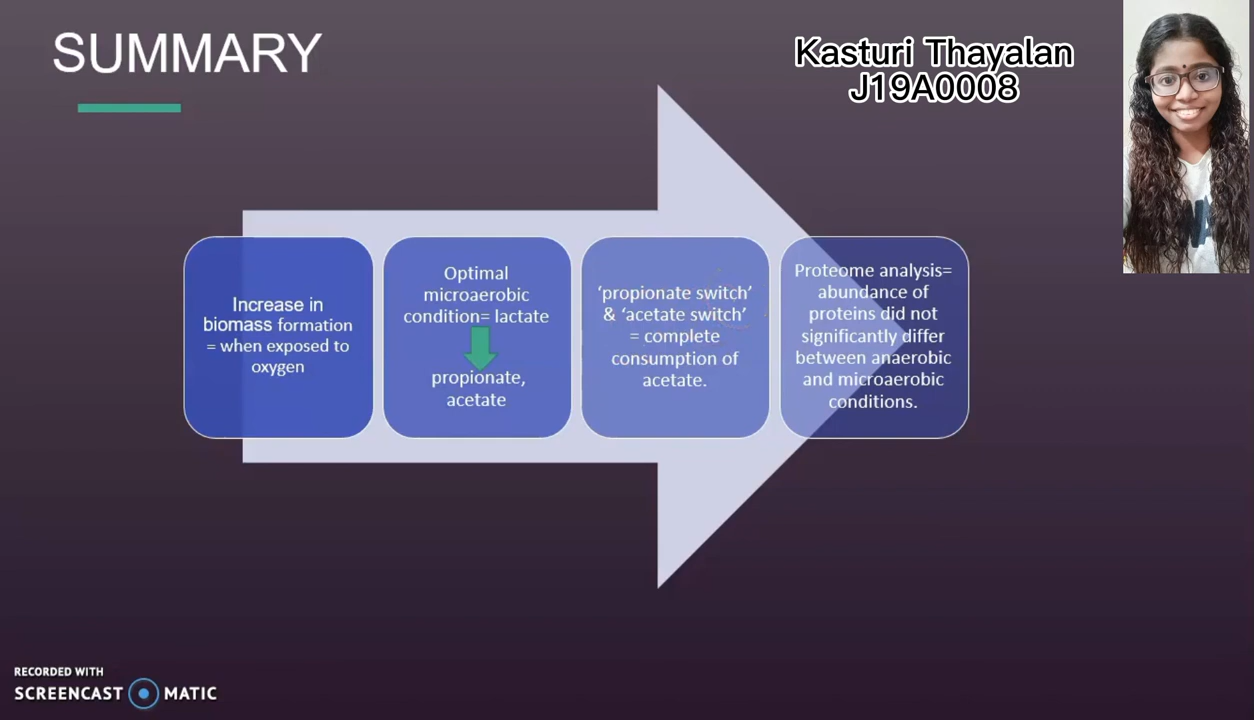 SUMMARY
Kasturi Thayalan
J19A0008
Increase in
biomass formation
= when exposed to
oxygen
Optimal
microaerobic
condition= lactate
propionate,
acetate
‘propionate switch’
& ‘acetate switch’
= complete
consumption of
acetate.
Proteome analysis=
abundance of
proteins did not
significantly differ
between anaerobic
and microaerobic
conditions.
RECORDED WITH
SCREENCAST MATIC